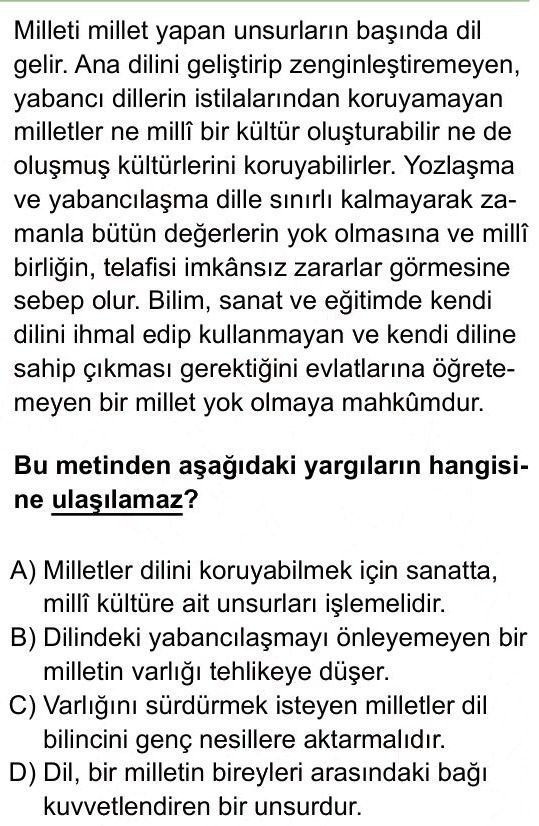 Milleti millet yapan unsurların başında dil
gelir. Ana dilini geliştirip zenginleştiremeyen,
yabancı dillerin istilalarından koruyamayan
milletler ne millî bir kültür oluşturabilir ne de
oluşmuş kültürlerini koruyabilirler. Yozlaşma
ve yabancılaşma dille sınırlı kalmayarak za-
manla bütün değerlerin yok olmasına ve millî
birliğin, telafisi imkânsız zararlar görmesine
sebep olur. Bilim, sanat ve eğitimde kendi
dilini ihmal edip kullanmayan ve kendi diline
sahip çıkması gerektiğini evlatlarına öğrete-
meyen bir millet yok olmaya mahkûmdur.
Bu metinden aşağıdaki yargıların hangisi-
ne ulaşılamaz?
A) Milletler dilini koruyabilmek için sanatta,
millî kültüre ait unsurları işlemelidir.
B) Dilindeki yabancılaşmayı önleyemeyen bir
milletin varlığı tehlikeye düşer.
C) Varlığını sürdürmek isteyen milletler dil
bilincini genç nesillere aktarmalıdır.
D) Dil, bir milletin bireyleri arasındaki bağı
kuvvetlendiren bir unsurdur.